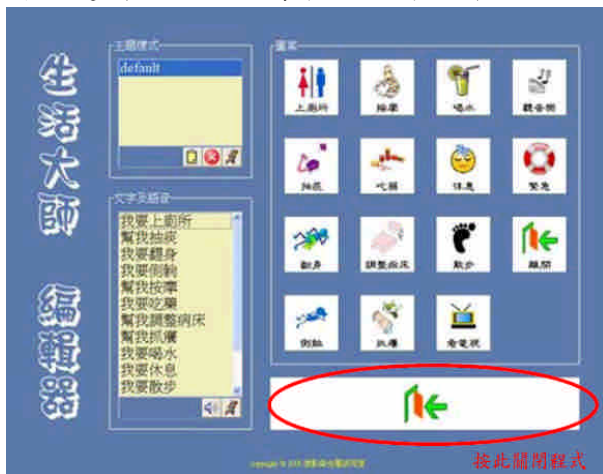 生活大師 編輯器
主題樣式
default
文字及語音
我要上廁所
幫我抽痰
我要翻身
我要側躺
幫我按摩
我要吃藥
幫我調整病床
幫我抓癢
我要喝水
我要休息
我要散步
圖案
上廁所 按摩 喝水 聽音樂
抽痰 吃藥 休息 緊急
翻身 調整病床 散步 離開
側躺 抓癢 看電視
按此關閉程式